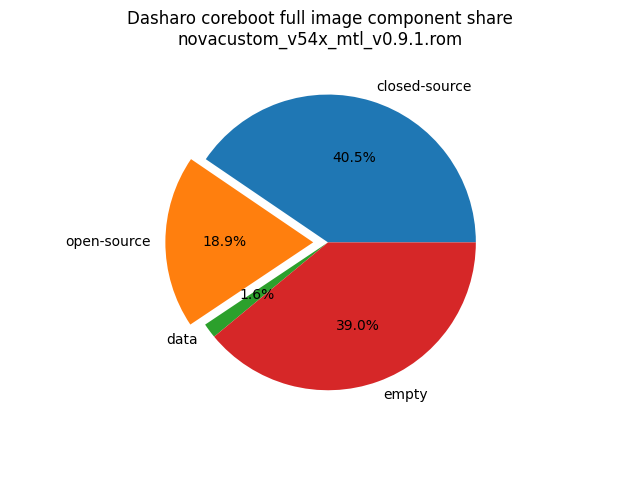 Dasharo coreboot full image component share
novacustom_v54x_mtl_v0.9.1.rom
closed-source
40.5%
open-source
18.9%
1.6%
data
39.0%
empty